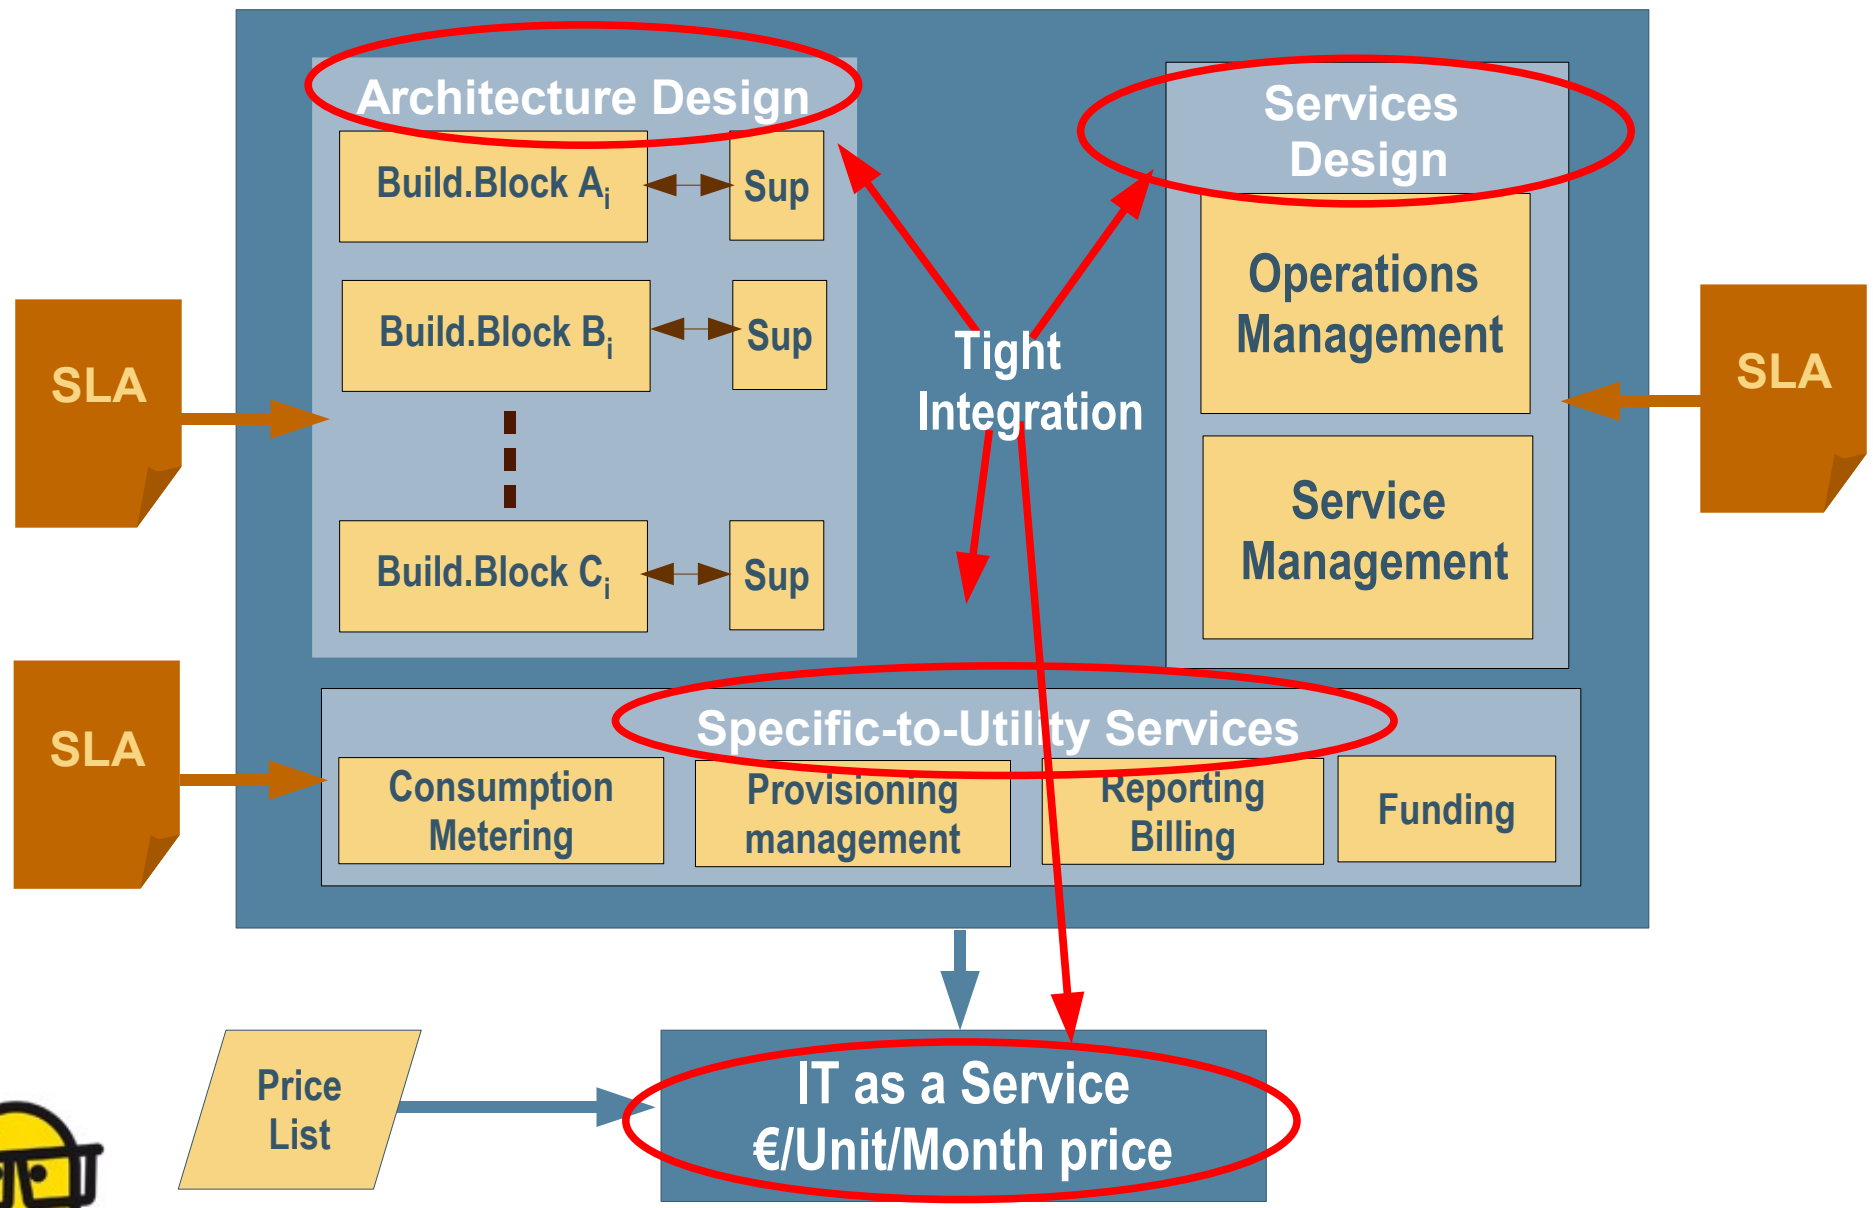 Architecture Design
Build.Block Ai
Sup
Build.Block Bi
Sup
Build.Block Ci
Sup
Services
Design
Operations
Management
Service
Management
Tight
Integration
SLA
SLA
SLA
Specific-to-Utility Services
Consumption
Metering
Provisioning
management
Reporting
Billing
Funding
Price
List
IT as a Service
€/Unit/Month price